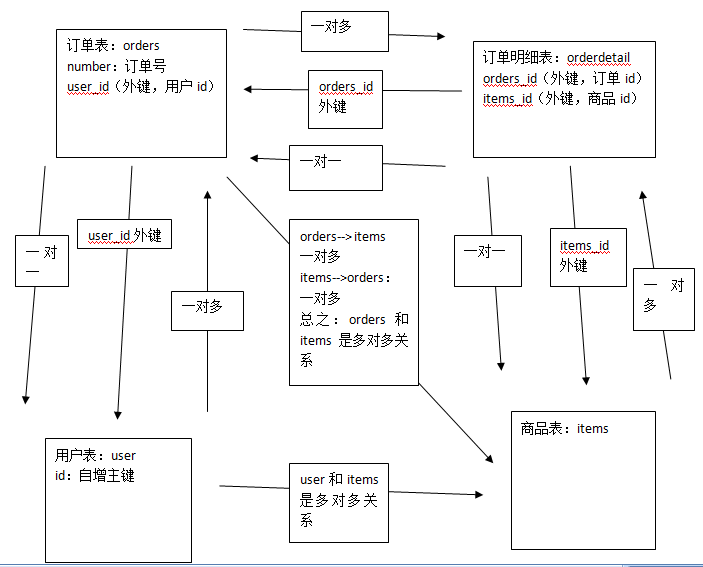 一对多
订单表：orders
number：订单号
user_id（外键，用户 id）
订单明细表：orderdetail
orders_id（外键，订单 id）
items_id（外键，商品 id）
orders_id
外键
一对一
user_id 外键
一 对
一
一对多
orders-->items
一对多
items-->orders：
一对多
总之：orders 和
items 是多对多关
系
一对一
items_id
外键
一 对
多
用户表：user
id：自增主键
user 和 items
是多对多关
系
商品表：items